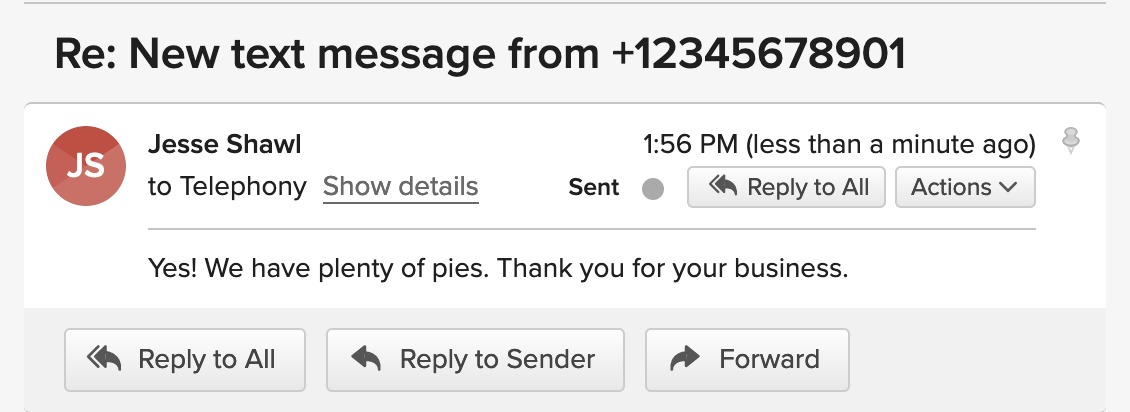 Re: New text message from +12345678901
JS
Jesse Shawl
1:56 PM (less than a minute ago)
to Telephony Show details
Sent
Reply to All
Actions
Yes! We have plenty of pies. Thank you for your business.
Reply to All
Reply to Sender
Forward